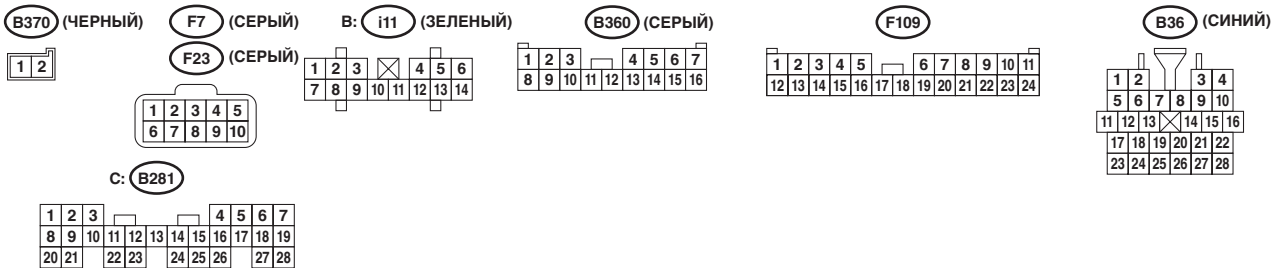 B370 (ЧЕРНЫЙ)
1 2
F7 (СЕРЫЙ)
F23 (СЕРЫЙ)
1 2 3 4 5
6 7 8 9 10
B: i11 (ЗЕЛЕНЫЙ)
1 2 3 4 5 6
7 8 9 10 11 12 13 14
B360 (СЕРЫЙ)
1 2 3 4 5 6 7
8 9 10 11 12 13 14 15 16
F109
1 2 3 4 5 6 7 8 9 10 11
12 13 14 15 16 17 18 19 20 21 22 23 24
B36 (СИНИЙ)
1 2 3 4
5 6 7 8 9 10
11 12 13 14 15 16
17 18 19 20 21 22
23 24 25 26 27 28
C: B281
1 2 3 4 5 6 7
8 9 10 11 12 13 14 15 16 17 18 19
20 21 22 23 24 25 26 27 28